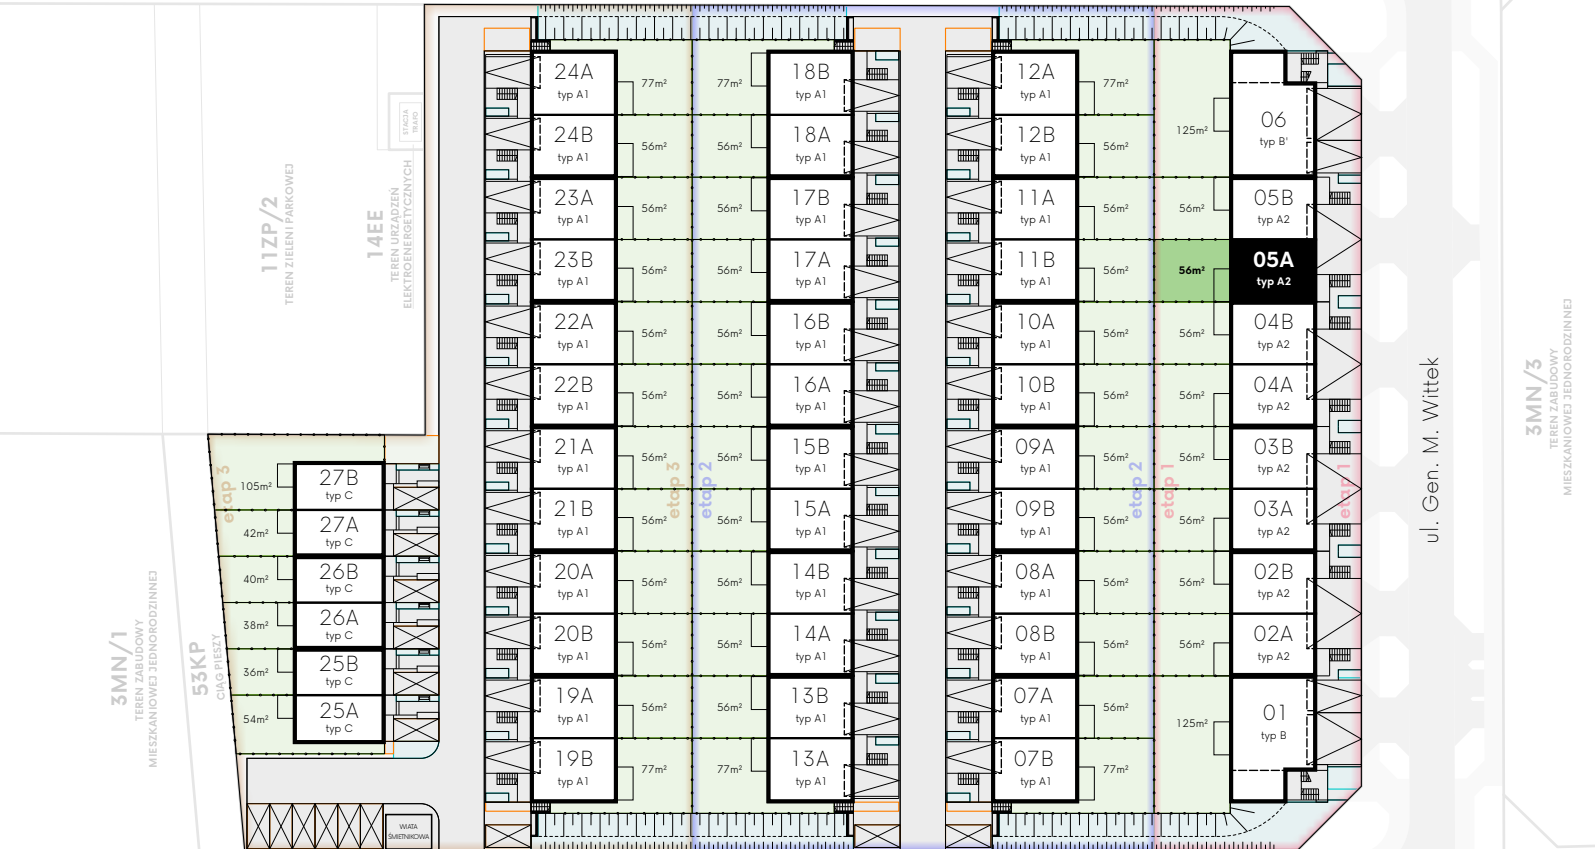 11ZP/2
TEREN ZIELENI PARKOWEJ
14EE
TEREN URZĄDZEŃ
ELEKTROENERGETYCZNYCH
STACJA
TRAFO
3MN/1
TEREN ZABUDOWY
MIESZKANIOWEJ JEDNORODZINNEJ
53KP
CIĄG PIESZY
etap 3
105m²
42m²
40m²
38m²
36m²
54m²
27B
typ C
27A
typ C
26B
typ C
26A
typ C
25B
typ C
25A
typ C
WIATA
ŚMIETNIKOWA
24A
typ A1
24B
typ A1
23A
typ A1
23B
typ A1
22A
typ A1
22B
typ A1
21A
typ A1
21B
typ A1
20A
typ A1
20B
typ A1
19A
typ A1
19B
typ A1
77m²
56m²
56m²
56m²
56m²
56m²
56m²
56m²
56m²
56m²
56m²
77m²
etap 3
etap 2
77m²
56m²
56m²
56m²
56m²
56m²
56m²
56m²
56m²
56m²
56m²
77m²
18B
typ A1
18A
typ A1
17B
typ A1
17A
typ A1
16B
typ A1
16A
typ A1
15B
typ A1
15A
typ A1
14B
typ A1
14A
typ A1
13B
typ A1
13A
typ A1
12A
typ A1
12B
typ A1
11A
typ A1
11B
typ A1
10A
typ A1
10B
typ A1
09A
typ A1
09B
typ A1
08A
typ A1
08B
typ A1
07A
typ A1
07B
typ A1
77m²
56m²
56m²
56m²
56m²
56m²
56m²
56m²
56m²
56m²
56m²
77m²
etap 2
etap 1
125m²
56m²
56m²
56m²
56m²
56m²
56m²
56m²
56m²
125m²
06
typ B'
05B
typ A2
05A
typ A2
04B
typ A2
04A
typ A2
03B
typ A2
03A
typ A2
02B
typ A2
02A
typ A2
01
typ B
etap 1
ul. Gen. M. Wittek
3MN/3
TEREN ZABUDOWY
MIESZKANIOWEJ JEDNORODZINNEJ